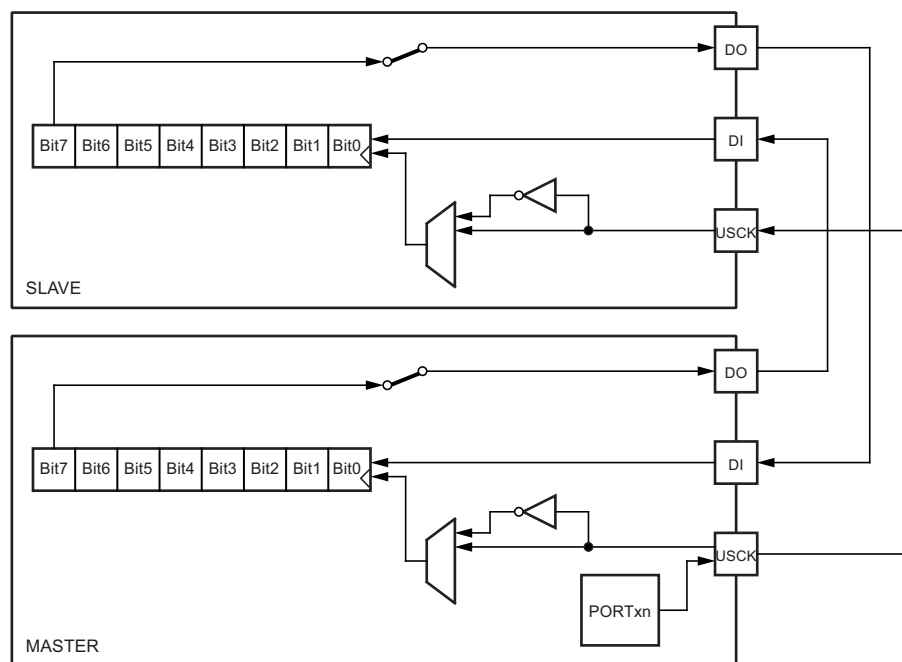 DO
Bit7 Bit6 Bit5 Bit4 Bit3 Bit2 Bit1 Bit0
DI
USCK
SLAVE
DO
Bit7 Bit6 Bit5 Bit4 Bit3 Bit2 Bit1 Bit0
DI
USCK
PORTxn
MASTER